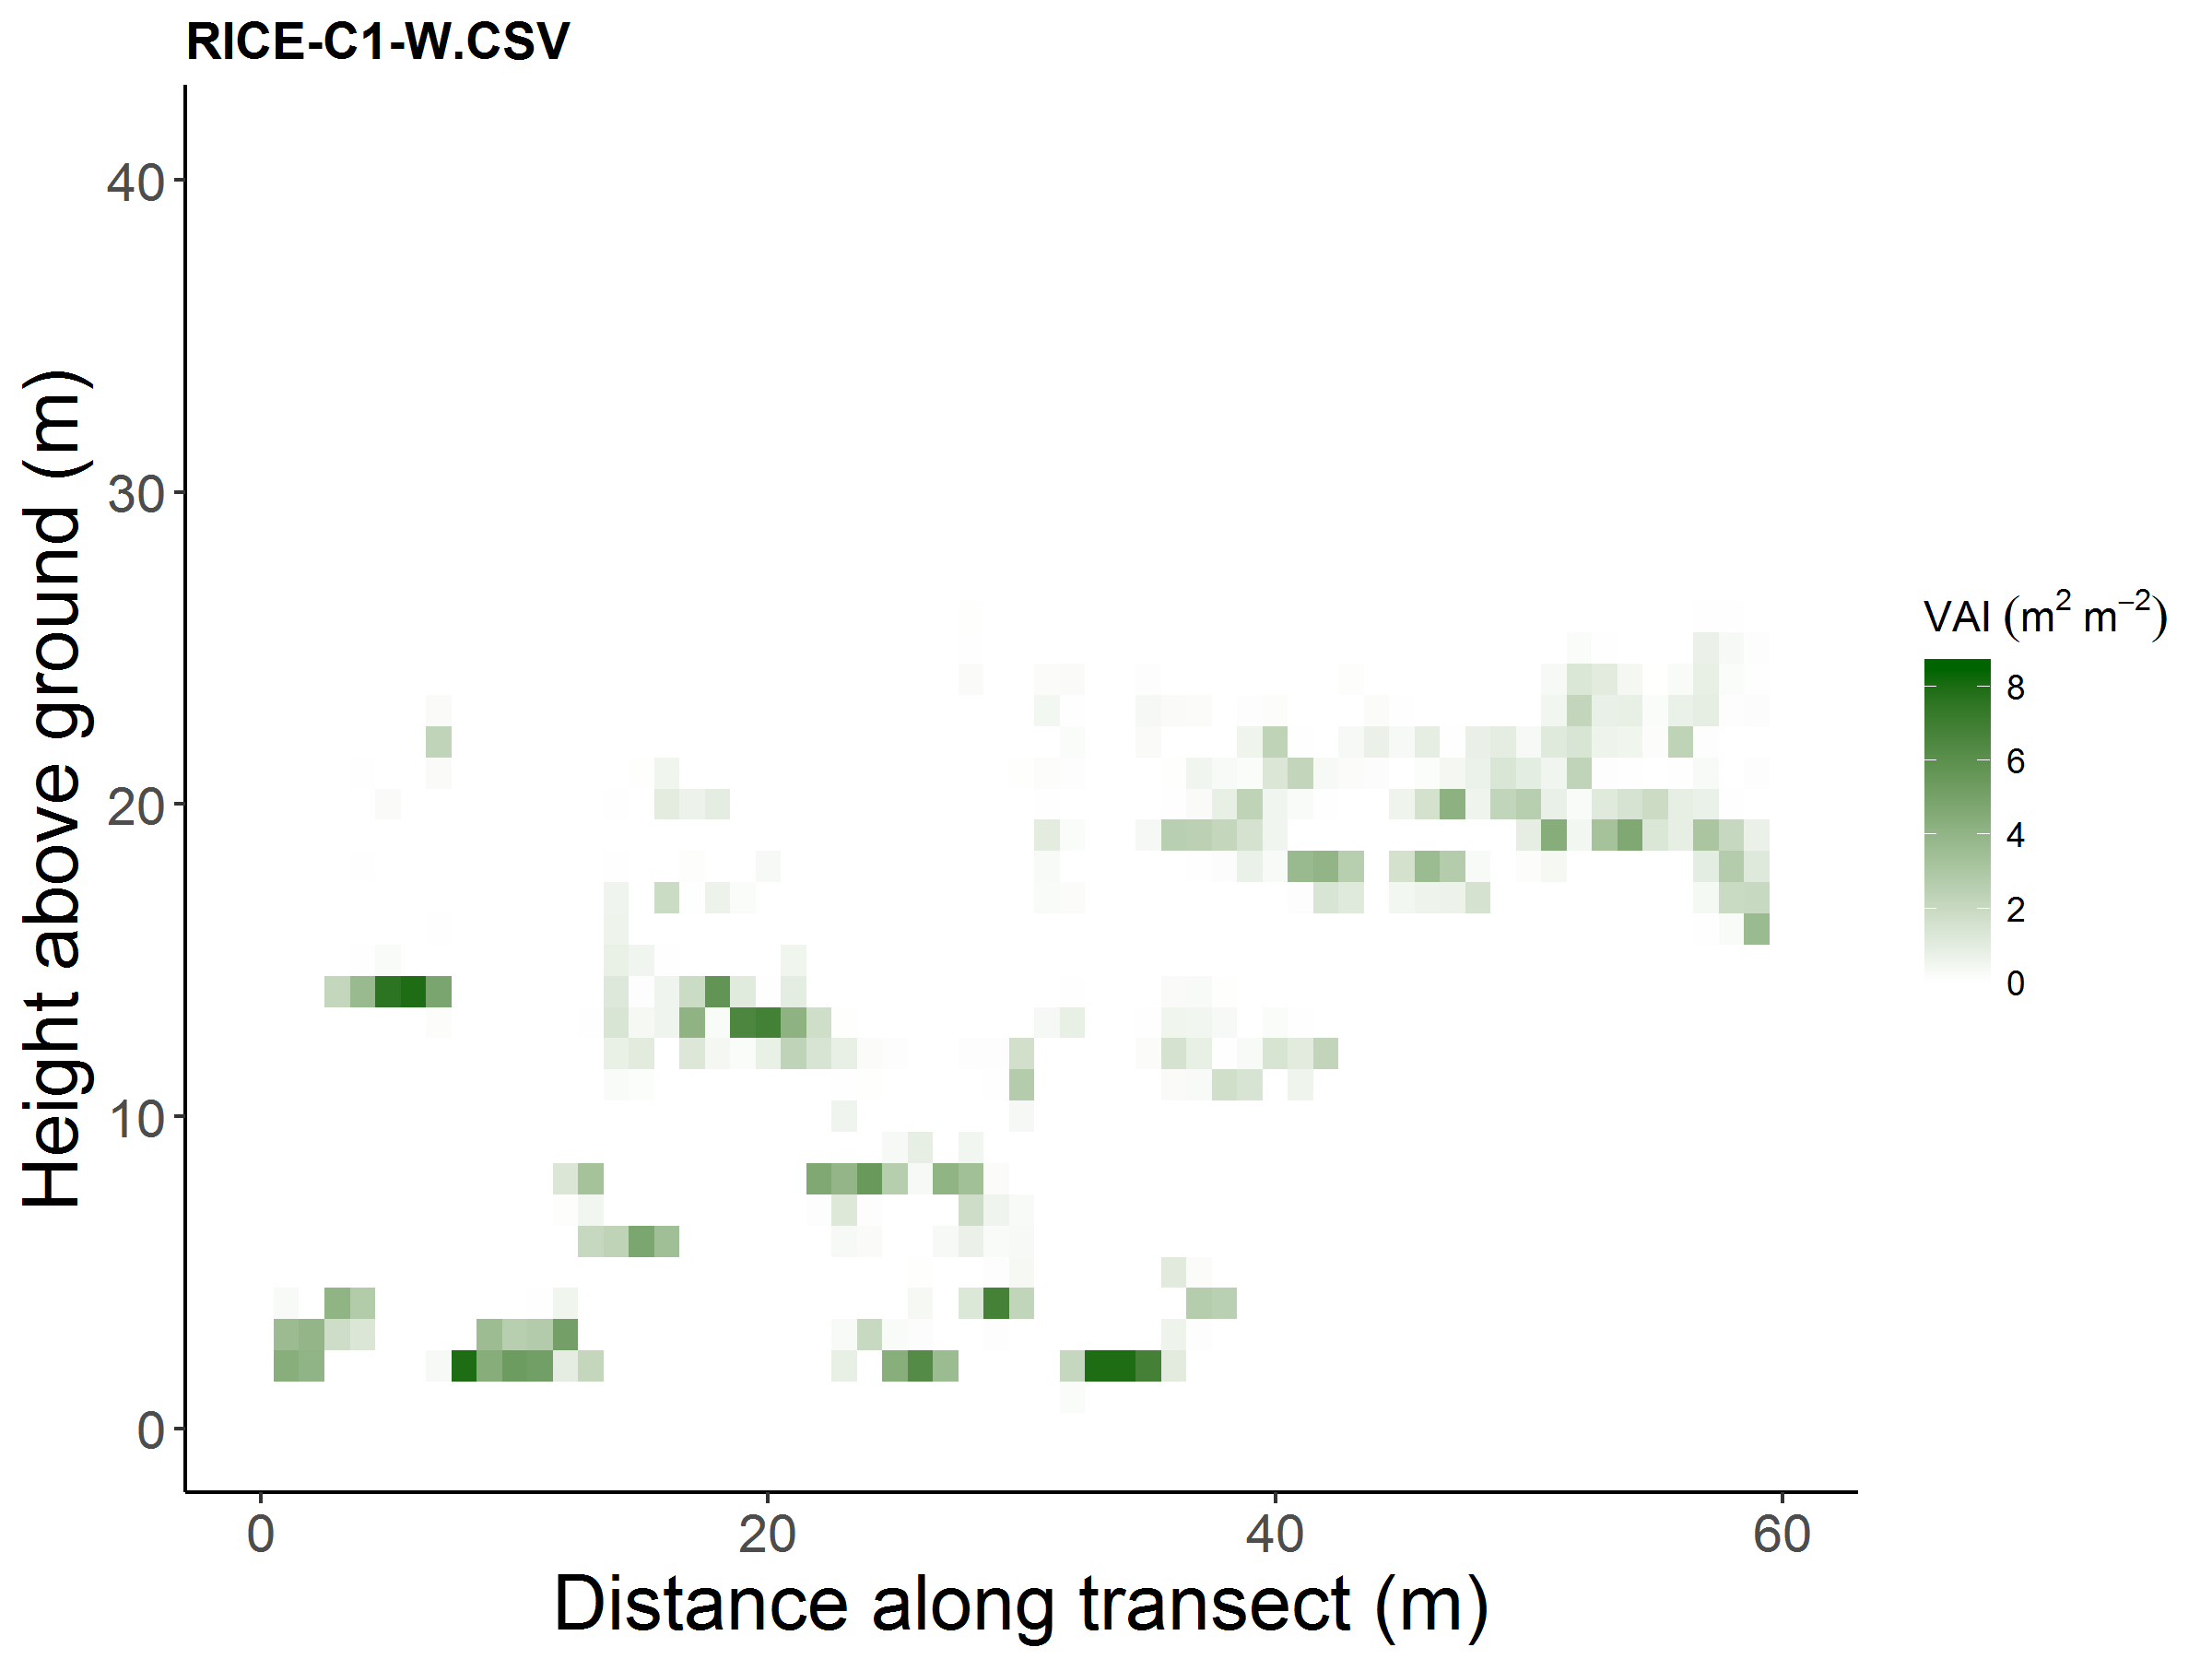 RICE-C1-W.CSV
Height above ground (m)
40
30
20
10
0
0 20 40 60
Distance along transect (m)
VAI (m² m⁻²)
8
6
4
2
0